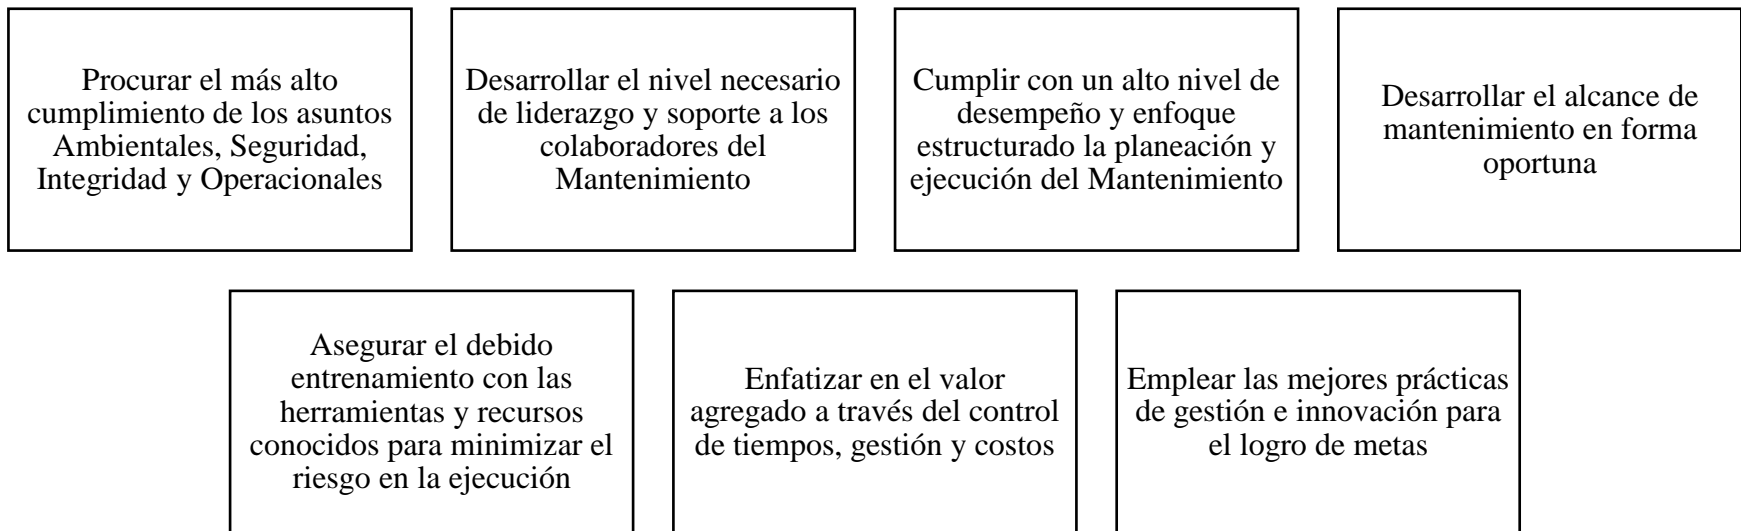 Procurar el más alto
cumplimiento de los asuntos
Ambientales, Seguridad,
Integridad y Operacionales
Desarrollar el nivel necesario
de liderazgo y soporte a los
colaboradores del
Mantenimiento
Cumplir con un alto nivel de
desempeño y enfoque
estructurado la planeación y
ejecución del Mantenimiento
Desarrollar el alcance de
mantenimiento en forma
oportuna
Asegurar el debido
entrenamiento con las
herramientas y recursos
conocidos para minimizar el
riesgo en la ejecución
Enfatizar en el valor
agregado a través del control
de tiempos, gestión y costos
Emplear las mejores prácticas
de gestión e innovación para
el logro de metas